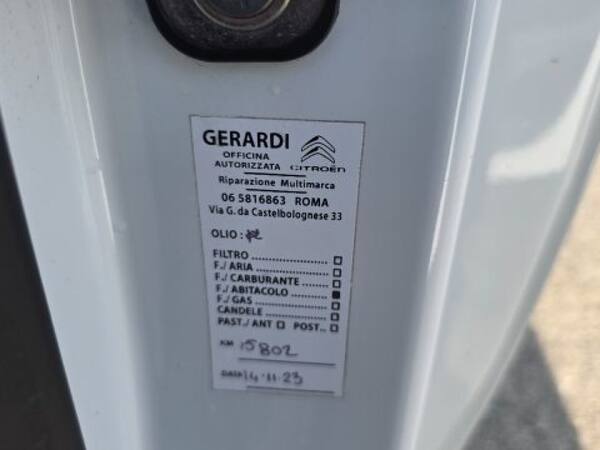 GERARDI
OFFICINA
AUTORIZZATA CITROËN
Riparazione Multimarca
06 5816863 ROMA
Via G. da Castelbolognese 33
OLIO:
FILTRO
F./ ARIA
F./ CARBURANTE
F./ ABITACOLO
F./ GAS
CANDELE
PAST./ ANT POST..
KM 15802
DATA 14.11.23